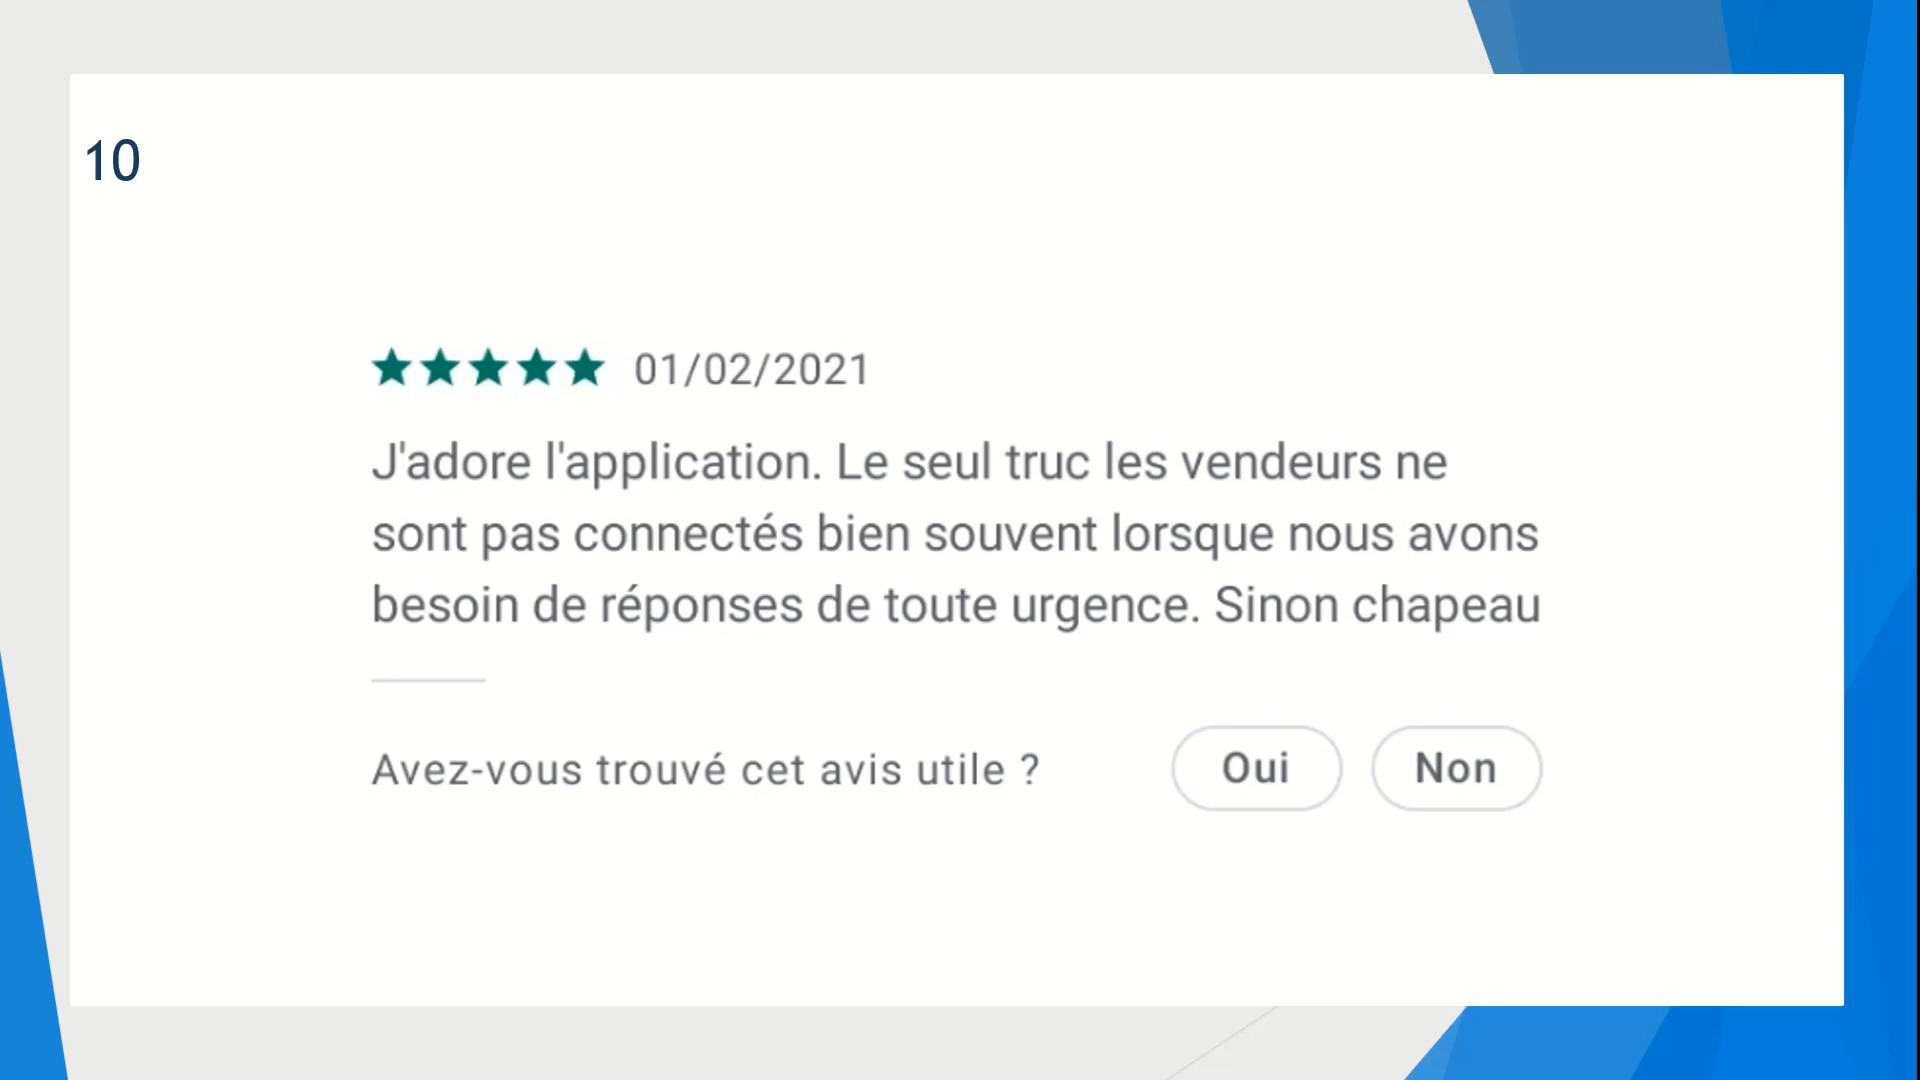 10
01/02/2021
J'adore l'application. Le seul truc les vendeurs ne
sont pas connectés bien souvent lorsque nous avons
besoin de réponses de toute urgence. Sinon chapeau
Avez-vous trouvé cet avis utile ? Oui Non